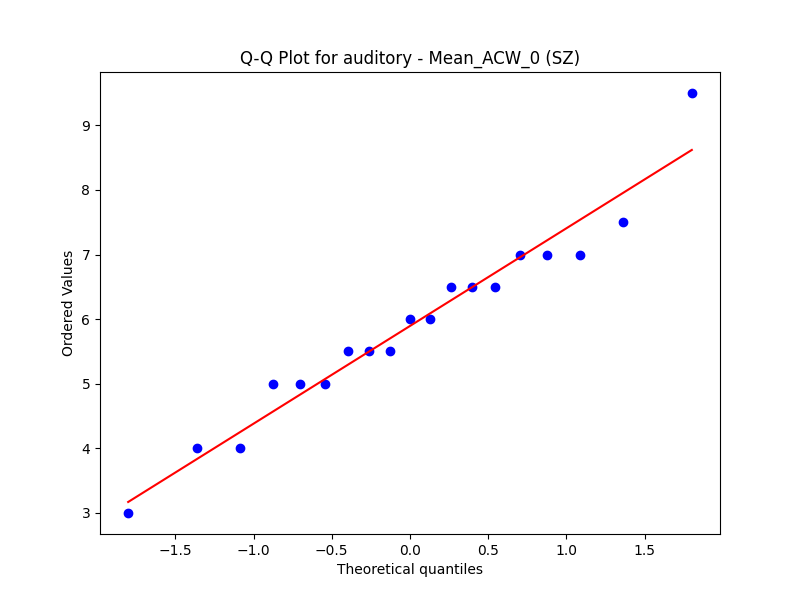 Q-Q Plot for auditory - Mean_ACW_0 (SZ)
Ordered Values
9
8
7
6
5
4
3
−1.5 −1.0 −0.5 0.0 0.5 1.0 1.5
Theoretical quantiles